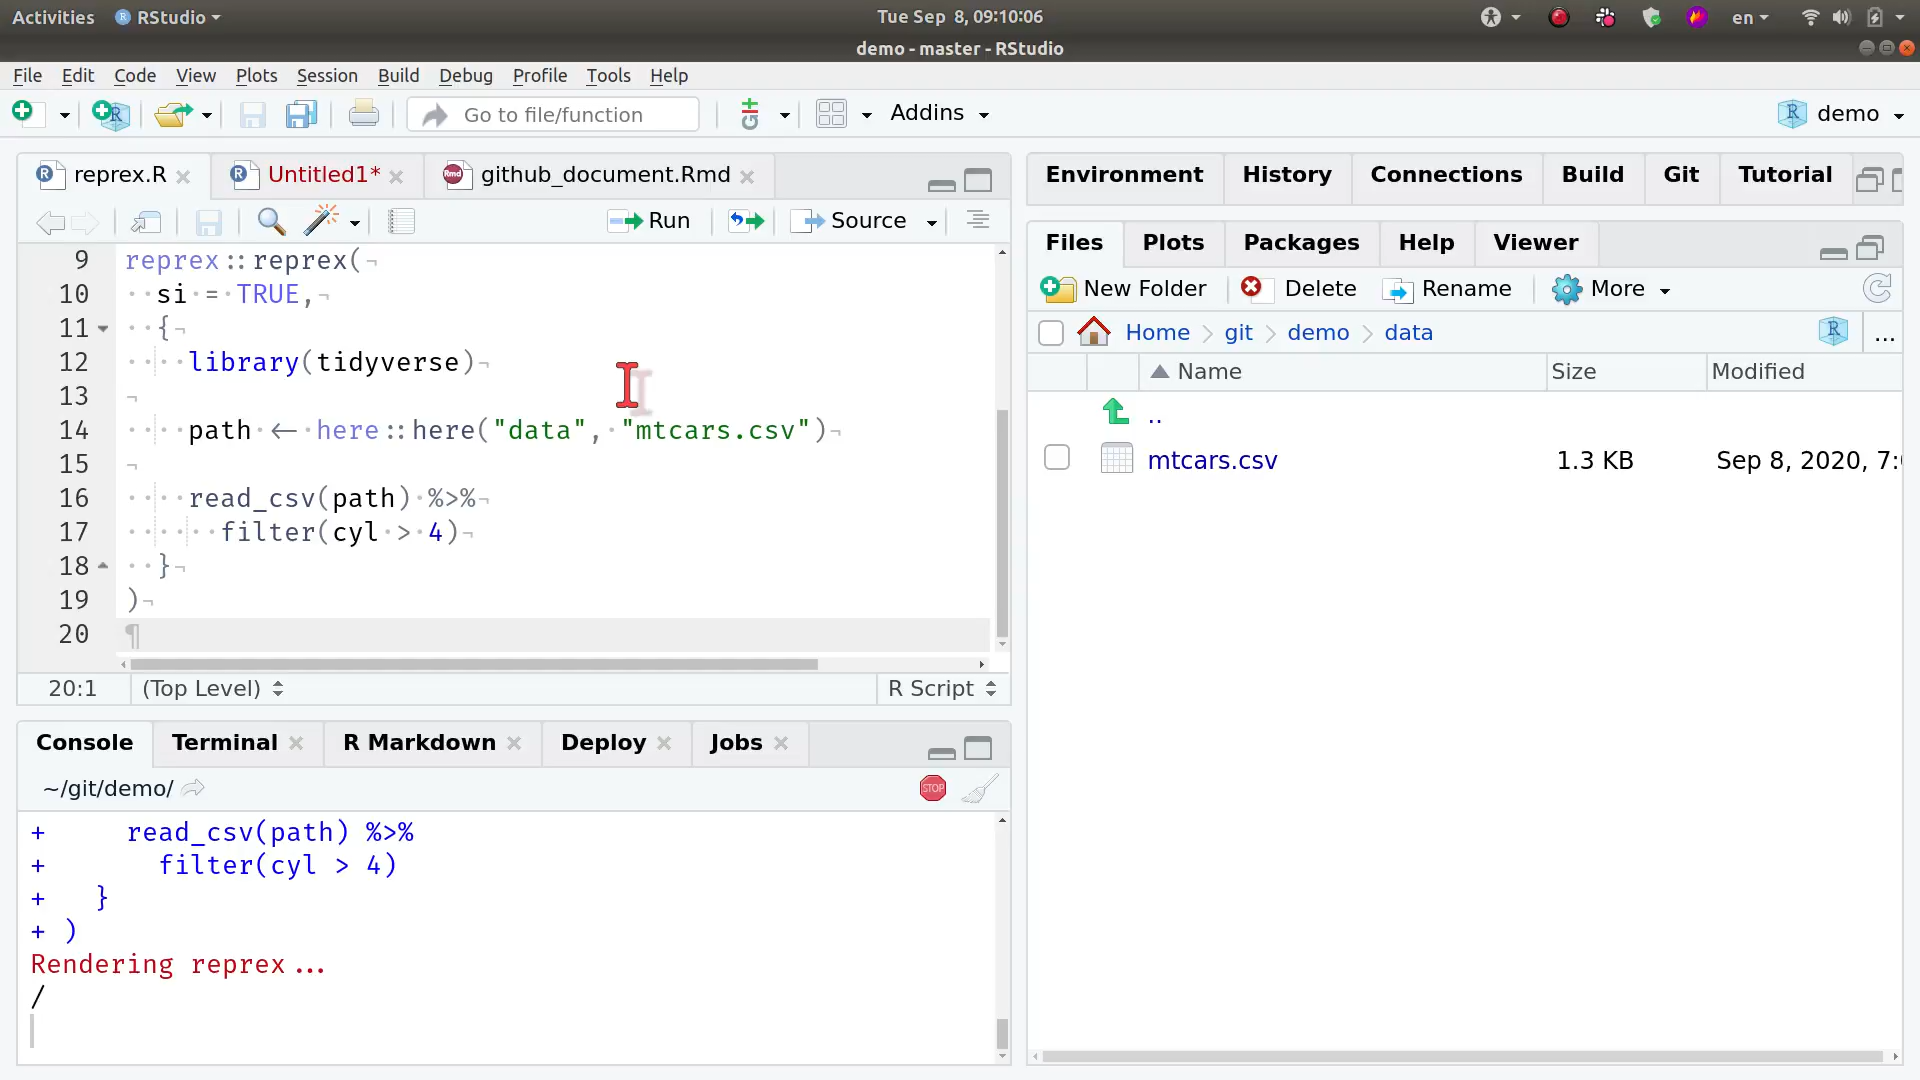 Activities RStudio Tue Sep 8, 09:10:06 en
demo - master - RStudio
File Edit Code View Plots Session Build Debug Profile Tools Help
Go to file/function Addins demo
reprex.R Untitled1* github_document.Rmd
Run Source
9 reprex::reprex(
10 si = TRUE,
11 {
12 library(tidyverse)
13
14 path <- here::here("data", "mtcars.csv")
15
16 read_csv(path) %>%
17 filter(cyl > 4)
18 }
19 )
20
20:1 (Top Level) R Script
Console Terminal R Markdown Deploy Jobs
~/git/demo/ STOP
+ read_csv(path) %>%
+ filter(cyl > 4)
+ }
+ )
Rendering reprex...
/
Environment History Connections Build Git Tutorial
Files Plots Packages Help Viewer
New Folder Delete Rename More
Home git demo data ...
Name Size Modified
..
mtcars.csv 1.3 KB Sep 8, 2020, 7: